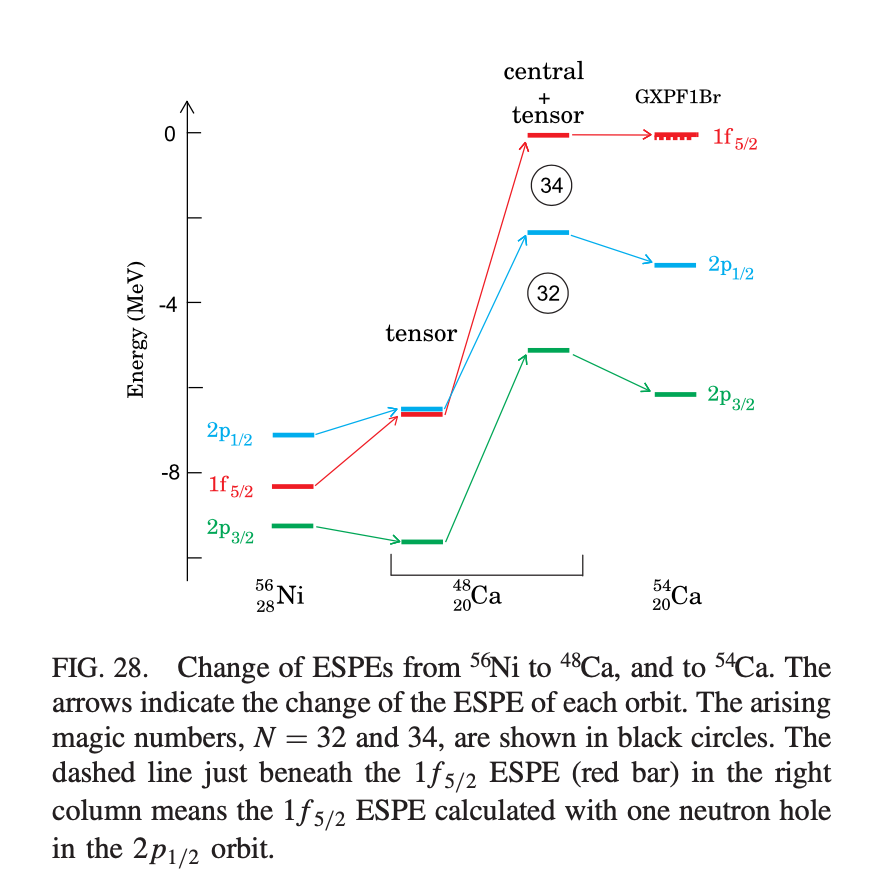 central
+
tensor
GXPF1Br
0
1f5/2
34
2p1/2
Energy (MeV)
-4
32
tensor
2p3/2
2p1/2
-8
1f5/2
2p3/2
56
28Ni
48
20Ca
54
20Ca
FIG. 28. Change of ESPEs from 56Ni to 48Ca, and to 54Ca. The
arrows indicate the change of the ESPE of each orbit. The arising
magic numbers, N = 32 and 34, are shown in black circles. The
dashed line just beneath the 1f5/2 ESPE (red bar) in the right
column means the 1f5/2 ESPE calculated with one neutron hole
in the 2p1/2 orbit.